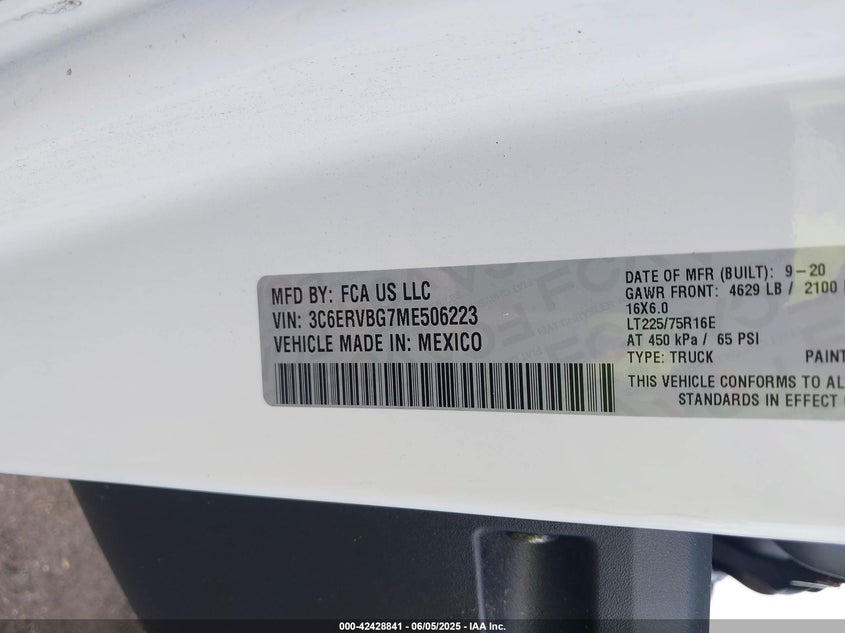 MFD BY: FCA US LLC
VIN: 3C6ERVBG7ME506223
VEHICLE MADE IN: MEXICO
DATE OF MFR (BUILT): 9-20
GAWR FRONT: 4629 LB / 2100
16X6.0
LT225/75R16E
AT 450 kPa / 65 PSI
TYPE: TRUCK PAINT
THIS VEHICLE CONFORMS TO AL
STANDARDS IN EFFECT
000-42428841 / 06/05/2025 - IAA Inc.